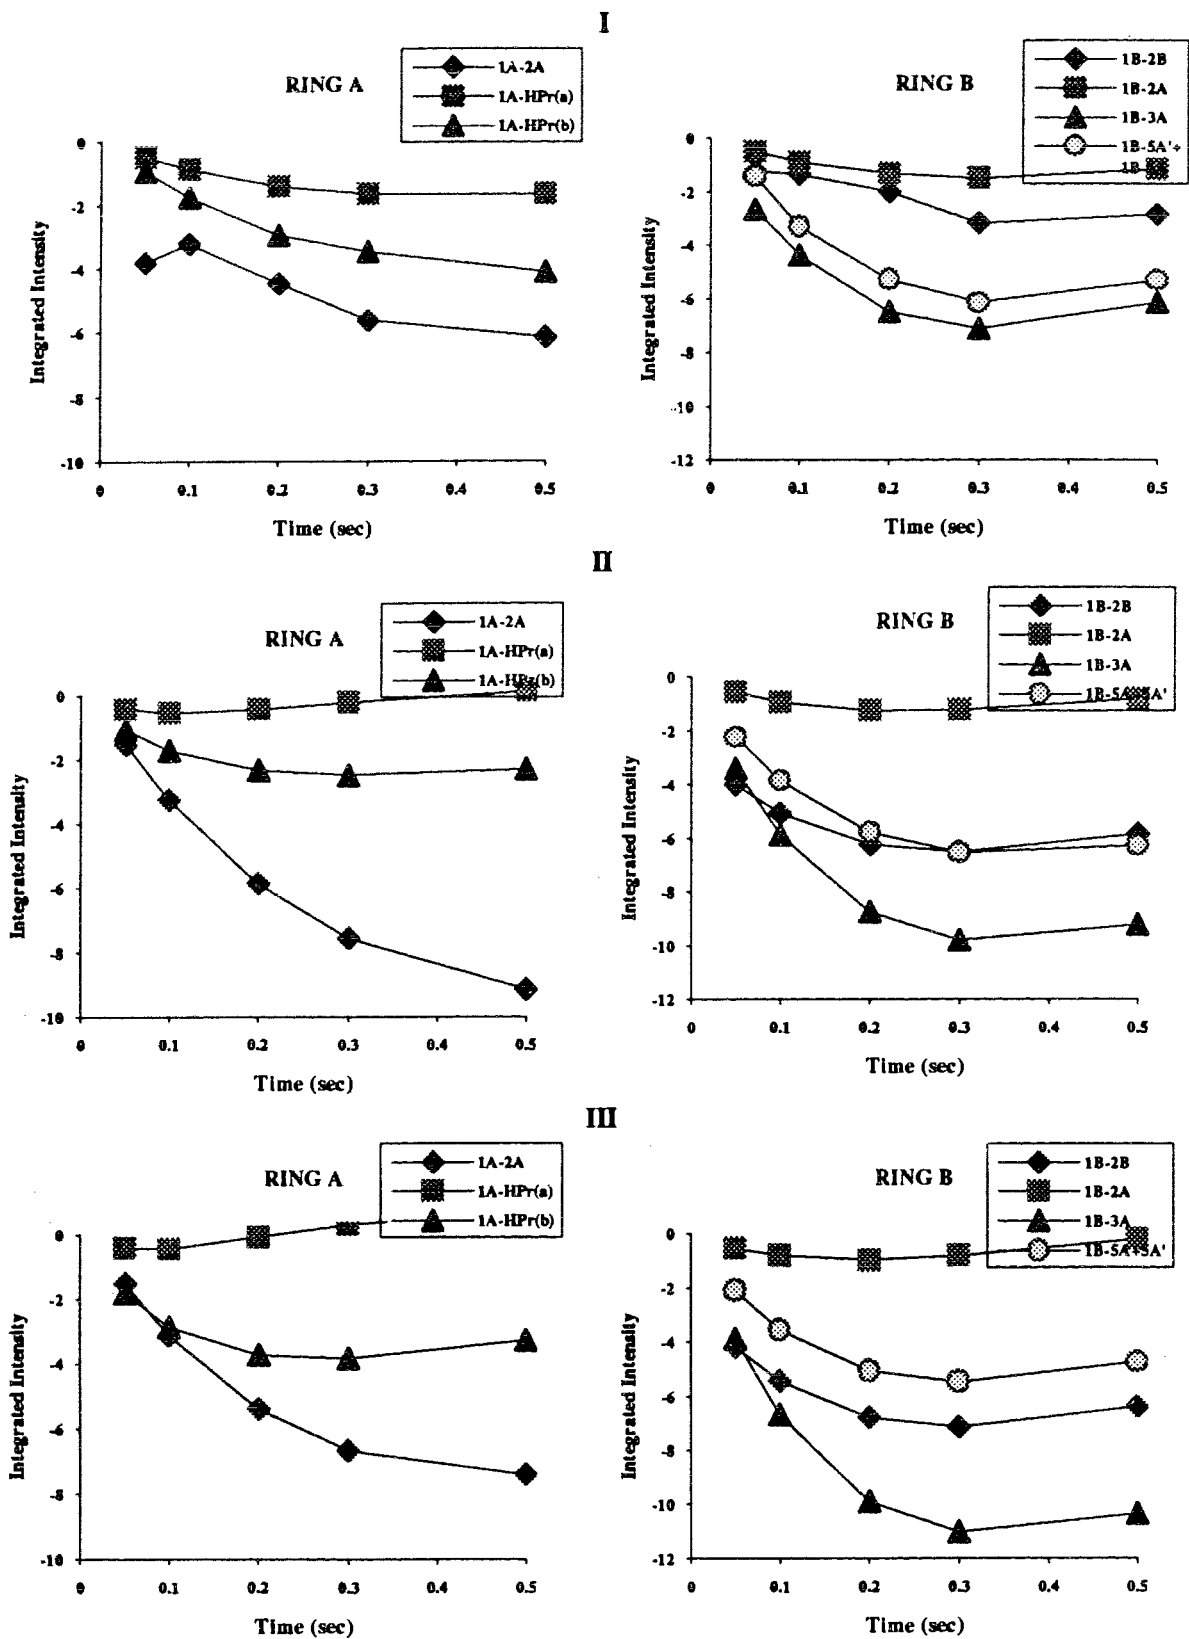 I
RING A
1A-2A
1A-HPr(a)
1A-HPr(b)
0
-2
-4
-6
-8
-10
Integrated Intensity
0 0.1 0.2 0.3 0.4 0.5
Time (sec)
RING B
1B-2B
1B-2A
1B-3A
1B-5A'+
1B
0
-2
-4
-6
-8
-10
-12
Integrated Intensity
0 0.1 0.2 0.3 0.4 0.5
Time (sec)
II
RING A
1A-2A
1A-HPr(a)
1A-HPr(b)
0
-2
-4
-6
-8
-10
Integrated Intensity
0 0.1 0.2 0.3 0.4 0.5
Time (sec)
RING B
1B-2B
1B-2A
1B-3A
1B-5A+5A'
0
-2
-4
-6
-8
-10
-12
Integrated Intensity
0 0.1 0.2 0.3 0.4 0.5
Time (sec)
III
RING A
1A-2A
1A-HPr(a)
1A-HPr(b)
0
-2
-4
-6
-8
-10
Integrated Intensity
0 0.1 0.2 0.3 0.4 0.5
Time (sec)
RING B
1B-2B
1B-2A
1B-3A
1B-5A+5A'
0
-2
-4
-6
-8
-10
-12
Integrated Intensity
0 0.1 0.2 0.3 0.4 0.5
Time (sec)